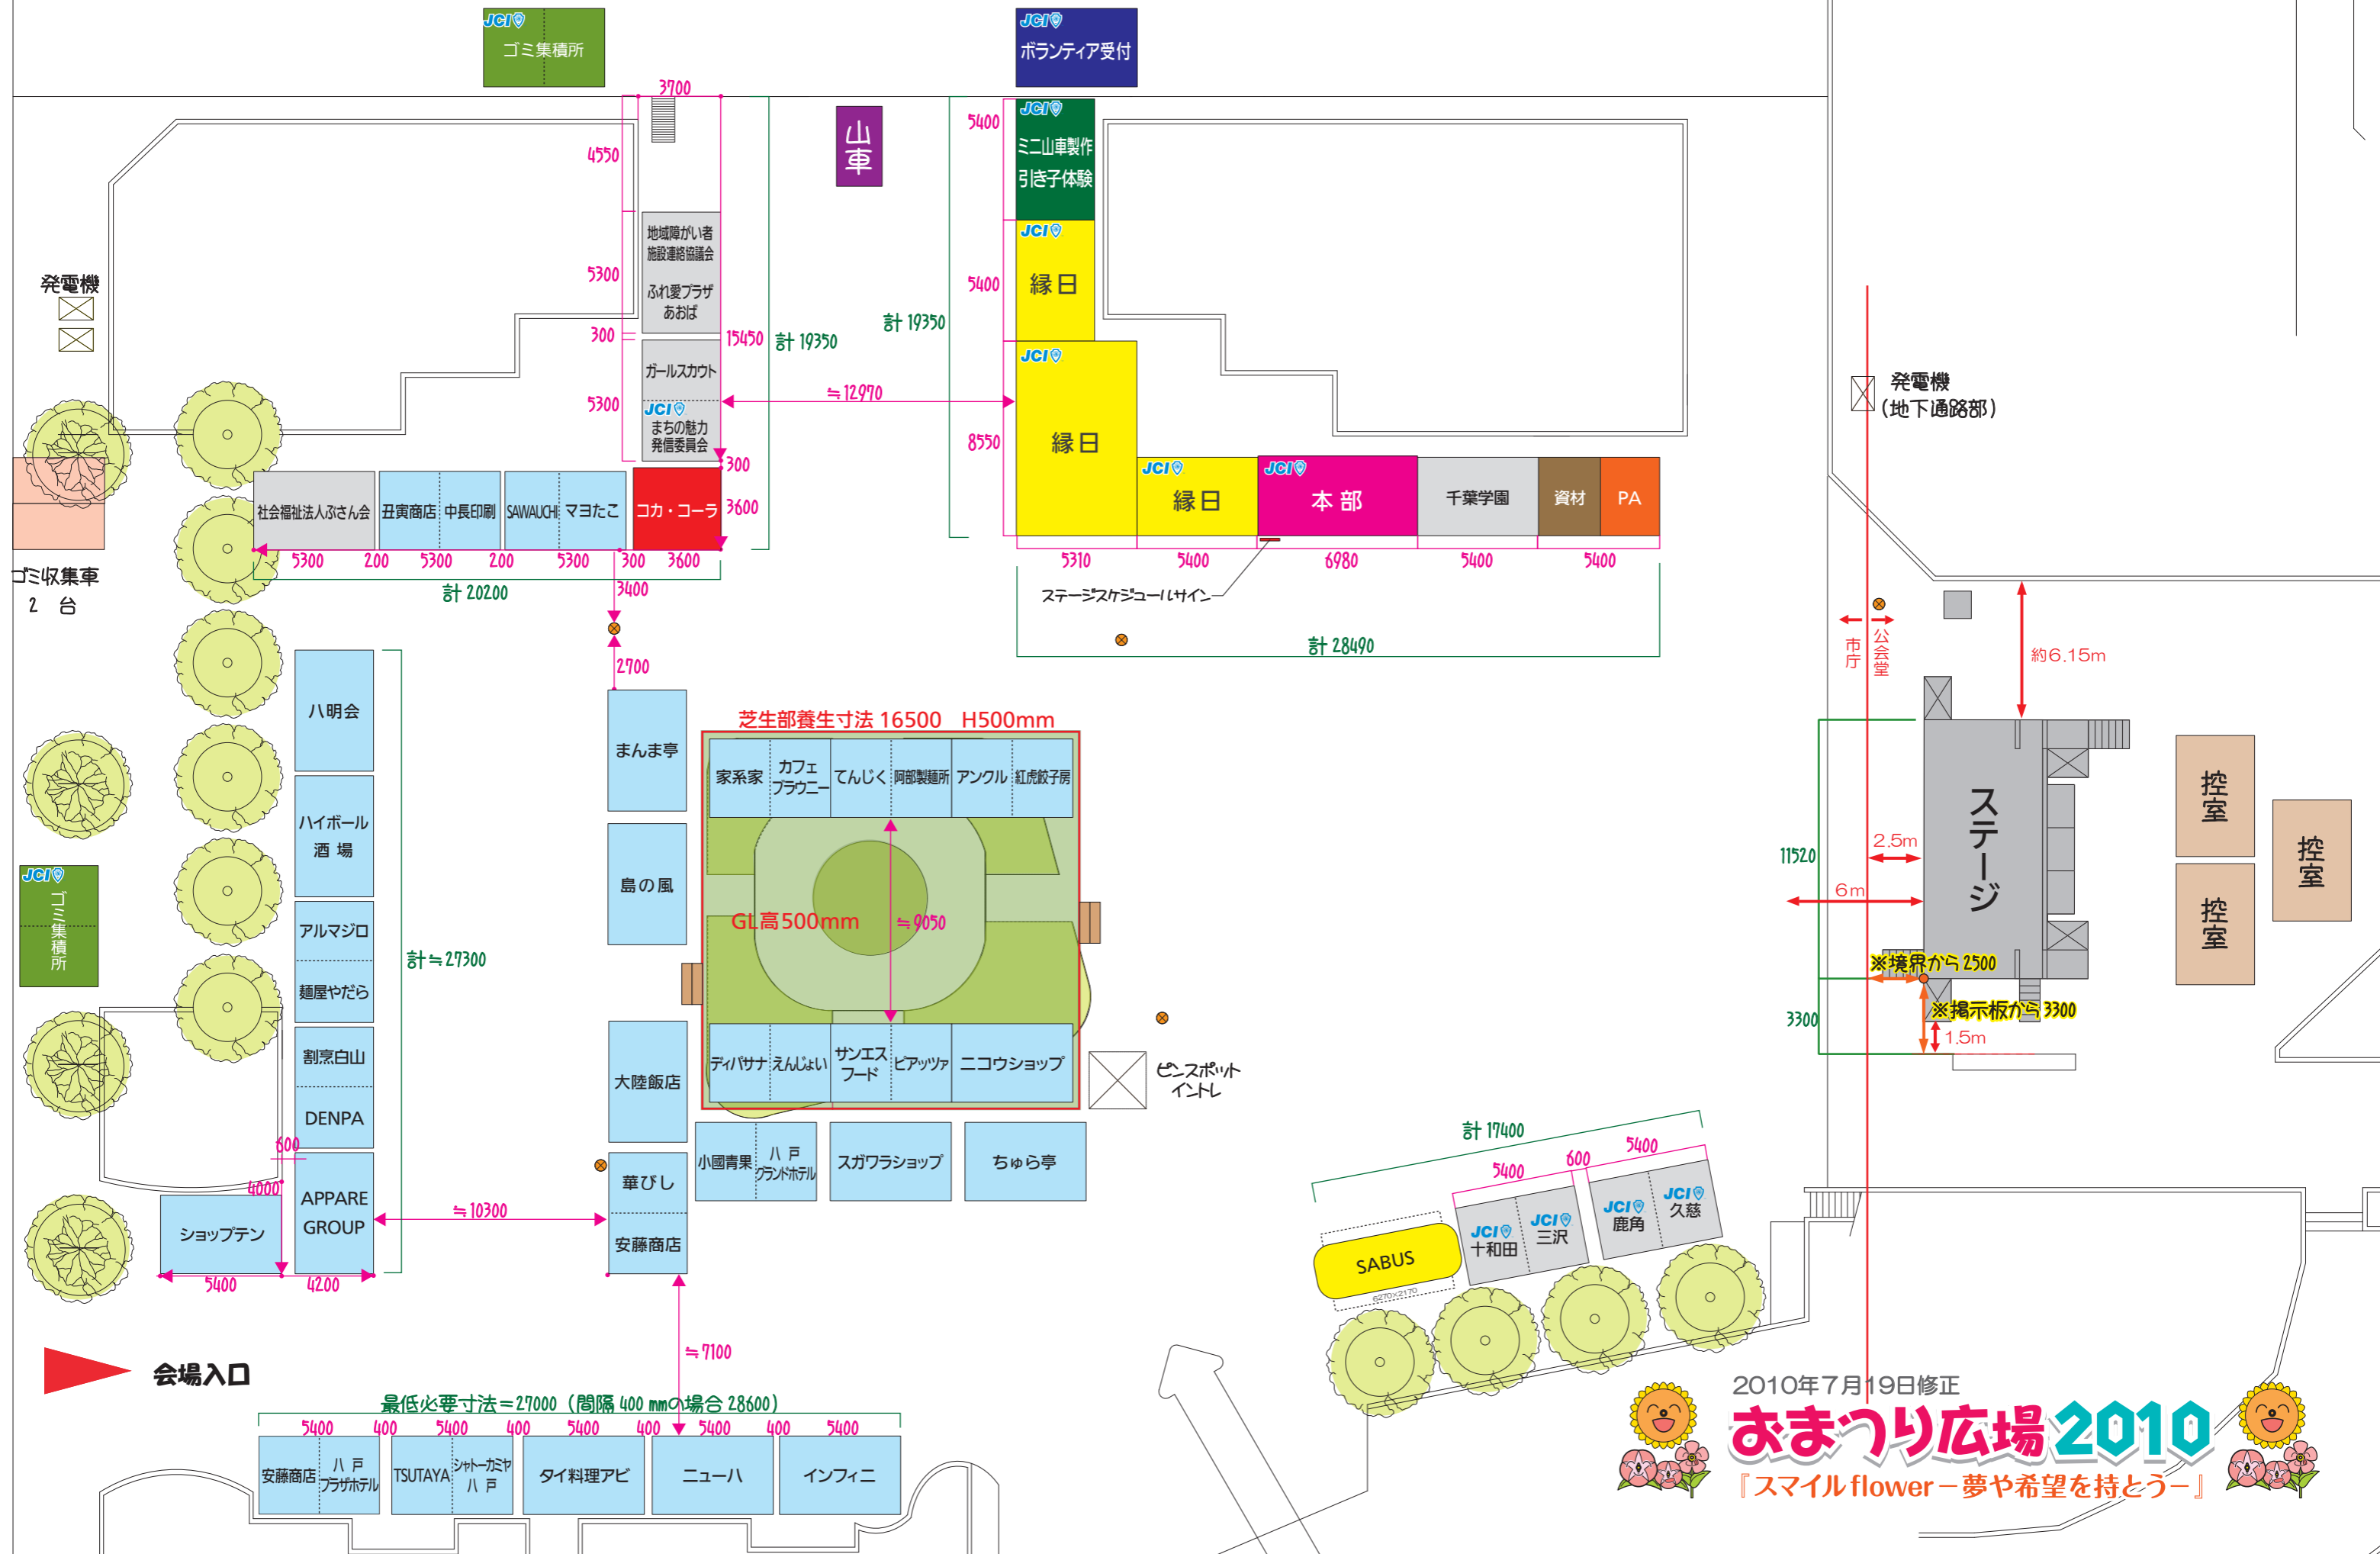 JCI
ゴミ集積所
JCI
ボランティア受付
3700
4550
5300
300
5300
15450
計 19350
300
3600
山車
地域障がい者
施設連絡協議会
ふれ愛プラザ
あおば
ガールスカウト
JCI
まちの魅力
発信委員会
コカ・コーラ
≒12970
計 19350
5400
5400
8550
JCI
ミニ山車製作
引き子体験
JCI
縁日
JCI
縁日
JCI
縁日
JCI
本部
千葉学園
資材
PA
5310
5400
6980
5400
5400
ステージスケジュールサイン
計 28490
発電機
ゴミ収集車
2 台
社会福祉法人ぶさん会
丑寅商店
中長印刷
SAWAUCHI
マヨたこ
5300
200
5300
200
5300
300
3600
計 20200
3400
2700
発電機
(地下通路部)
市庁
公会堂
約6.15m
ステージ
控室
控室
控室
11520
2.5m
6m
※境界から 2500
※掲示板から 3300
3300
1.5m
八明会
ハイボール
酒場
アルマジロ
麺屋やだら
割烹白山
DENPA
APPARE
GROUP
ショップテン
600
4000
5400
4200
計≒27300
≒10300
JCI
ゴミ集積所
まんま亭
島の風
大陸飯店
華びし
安藤商店
芝生部養生寸法 16500 H500mm
家系家
カフェ
ブラウニー
てんじく
阿部製麺所
アンクル
紅虎餃子房
GL高500mm
≒9050
ディパサナ
えんじょい
サンエス
フード
ピアッツァ
ニコウショップ
ピンスポット
イントレ
小國青果
八戸
グランドホテル
スガワラショップ
ちゅら亭
≒7100
計 17400
5400
600
5400
SABUS
6270×2170
JCI
十和田
JCI
三沢
JCI
鹿角
JCI
久慈
会場入口
最低必要寸法=27000(間隔 400 mmの場合 28600)
5400
400
5400
400
5400
400
5400
400
5400
安藤商店
八戸
プラザホテル
TSUTAYA
シャトーカミヤ
八戸
タイ料理アビ
ニューハ
インフィニ
2010年7月19日修正
おまつり広場2010
『スマイルflower－夢や希望を持とう－』